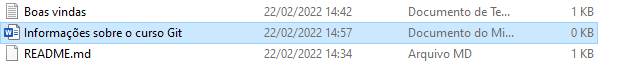 Boas vindas 22/02/2022 14:42 Documento de Te... 1 KB
Informações sobre o curso Git 22/02/2022 14:57 Documento do Mi... 0 KB
README.md 22/02/2022 14:34 Arquivo MD 1 KB